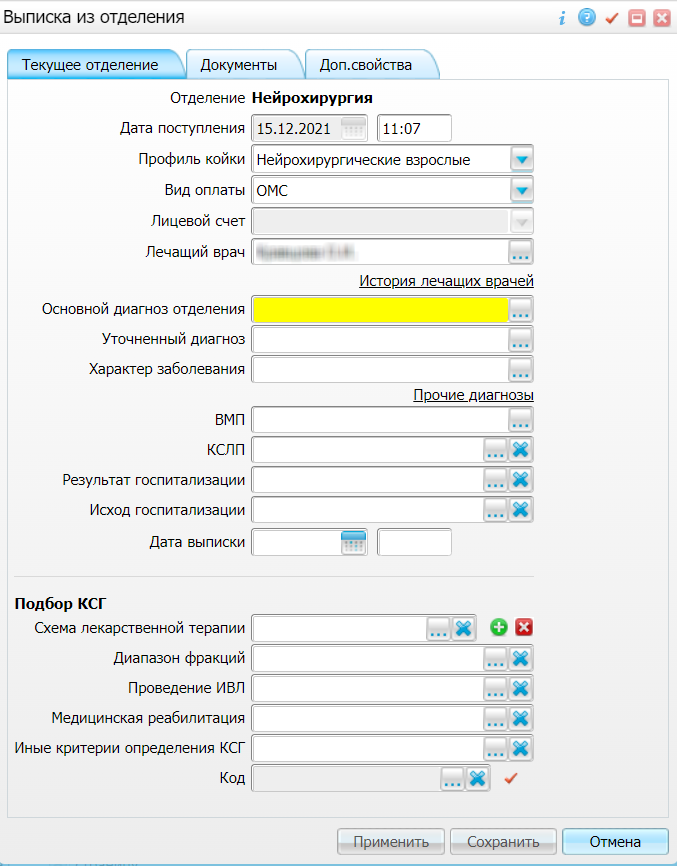 Выписка из отделения
Текущее отделение Документы Доп.свойства
Отделение Нейрохирургия
Дата поступления 15.12.2021 11:07
Профиль койки Нейрохирургические взрослые
Вид оплаты ОМС
Лицевой счет
Лечащий врач
История лечащих врачей
Основной диагноз отделения
Уточненный диагноз
Характер заболевания
Прочие диагнозы
ВМП
КСЛП
Результат госпитализации
Исход госпитализации
Дата выписки
Подбор КСГ
Схема лекарственной терапии
Диапазон фракций
Проведение ИВЛ
Медицинская реабилитация
Иные критерии определения КСГ
Код
Применить Сохранить Отмена